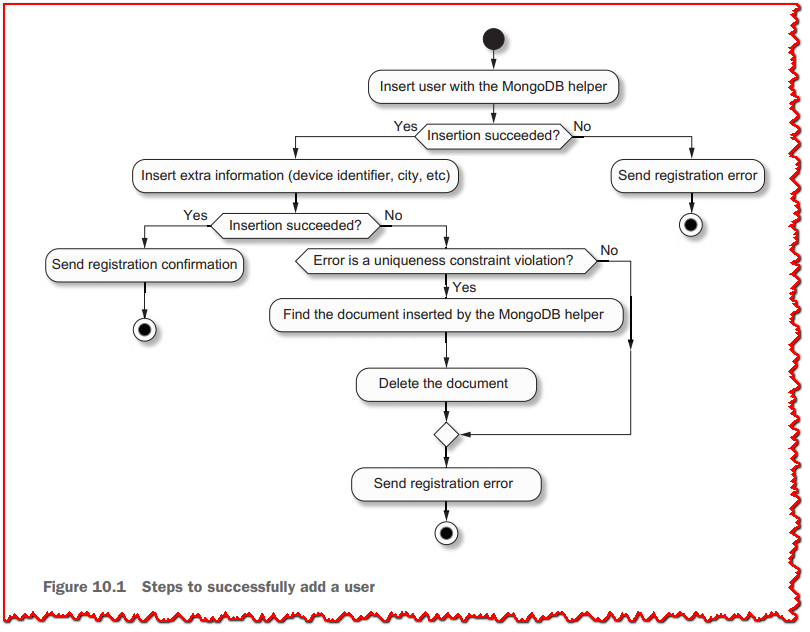 Insert user with the MongoDB helper
Yes
Insertion succeeded?
No
Insert extra information (device identifier, city, etc)
Send registration error
Yes
Insertion succeeded?
No
Send registration confirmation
Error is a uniqueness constraint violation?
No
Yes
Find the document inserted by the MongoDB helper
Delete the document
Send registration error
Figure 10.1 Steps to successfully add a user